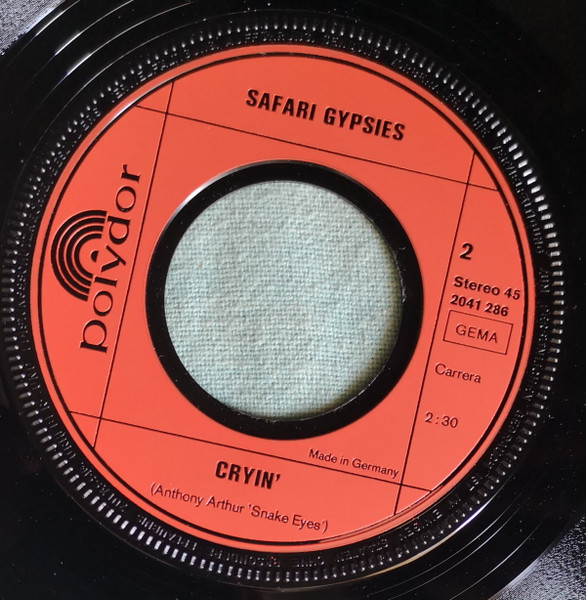 SAFARI GYPSIES
polydor
2
Stereo 45
2041 286
GEMA
Carrera
2:30
Made in Germany
CRYIN'
(Anthony Arthur 'Snake Eyes')